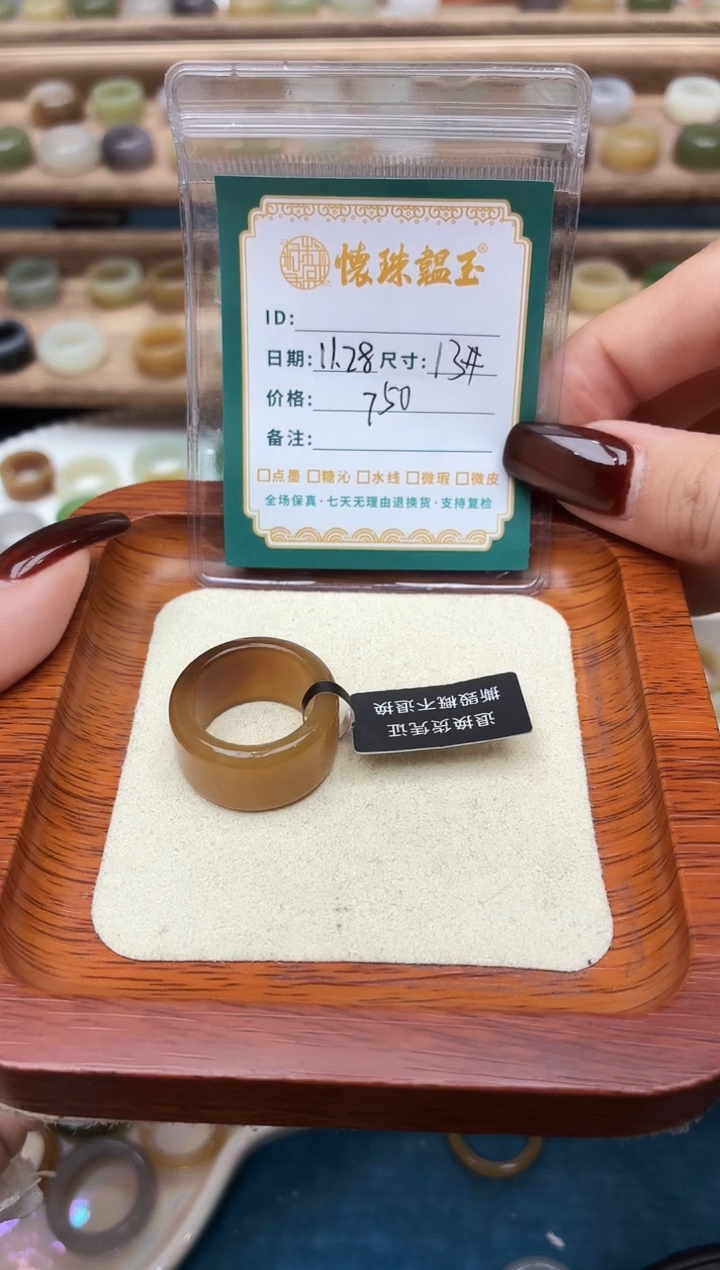 懷珠韞玉®
ID:
日期: 11.28 尺寸: 13#
价格: 750
备注:
□点墨 □糖沁 □水线 □微瑕 □微皮
全场保真·七天无理由退换货·支持复检
退换货凭证
撕毁概不退换